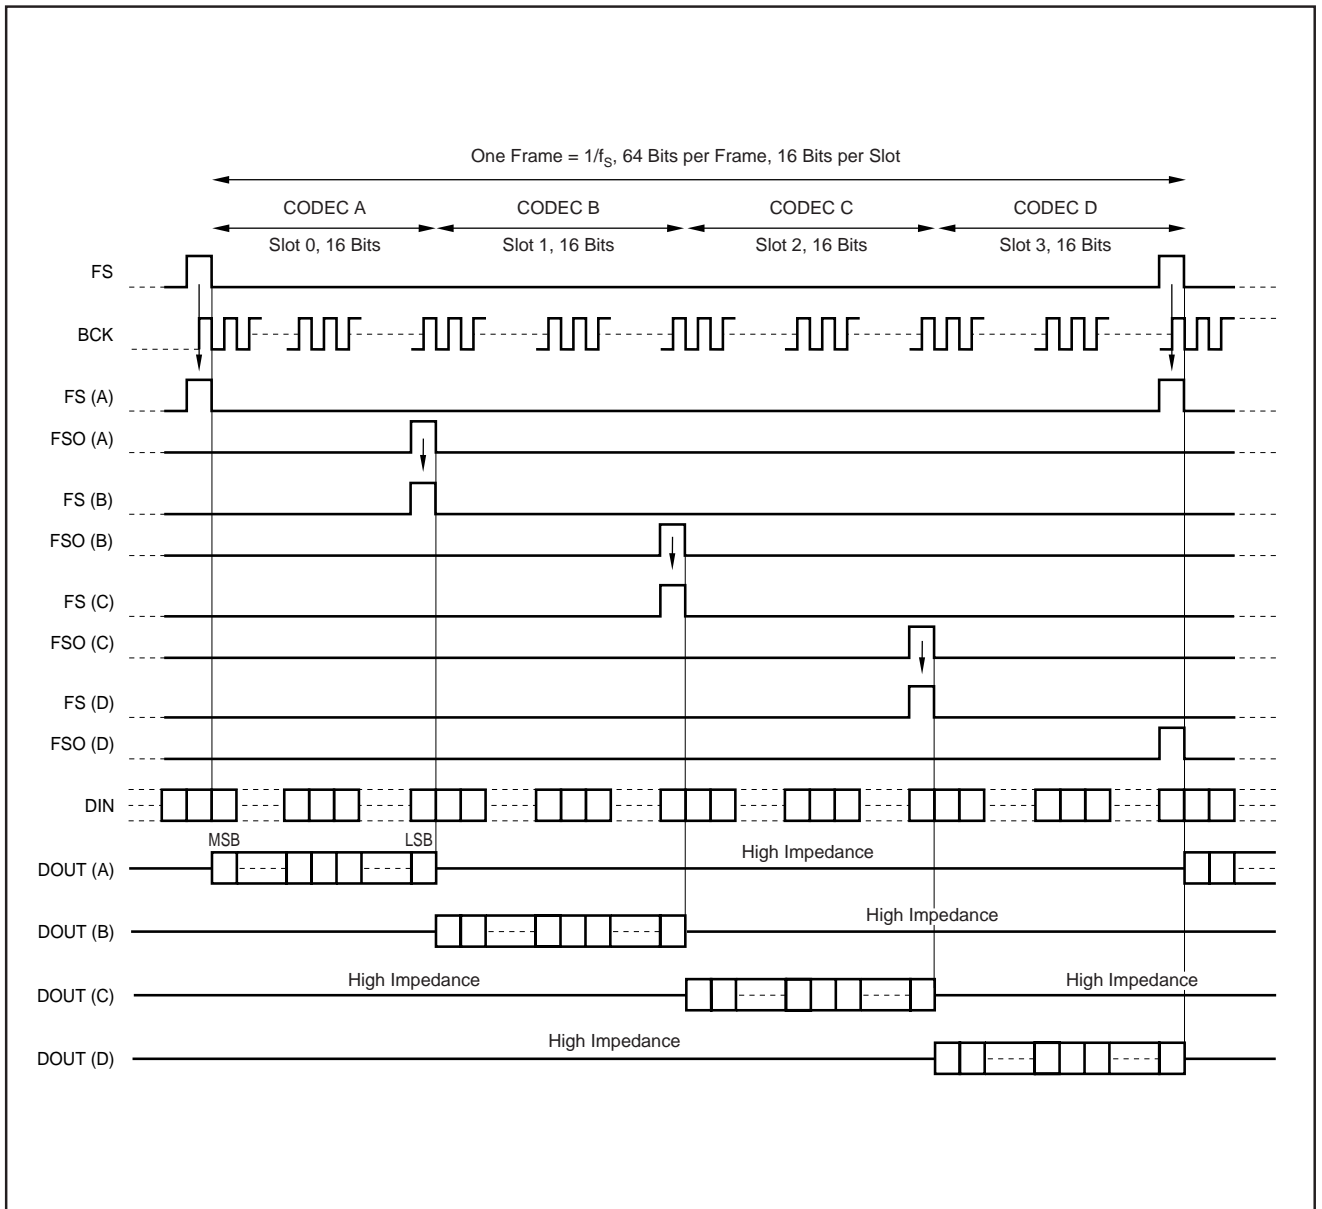 One Frame = 1/fS, 64 Bits per Frame, 16 Bits per Slot
CODEC A CODEC B CODEC C CODEC D
Slot 0, 16 Bits Slot 1, 16 Bits Slot 2, 16 Bits Slot 3, 16 Bits
FS
BCK
FS (A)
FSO (A)
FS (B)
FSO (B)
FS (C)
FSO (C)
FS (D)
FSO (D)
DIN
MSB LSB
DOUT (A) High Impedance
DOUT (B) High Impedance
DOUT (C) High Impedance High Impedance
DOUT (D) High Impedance